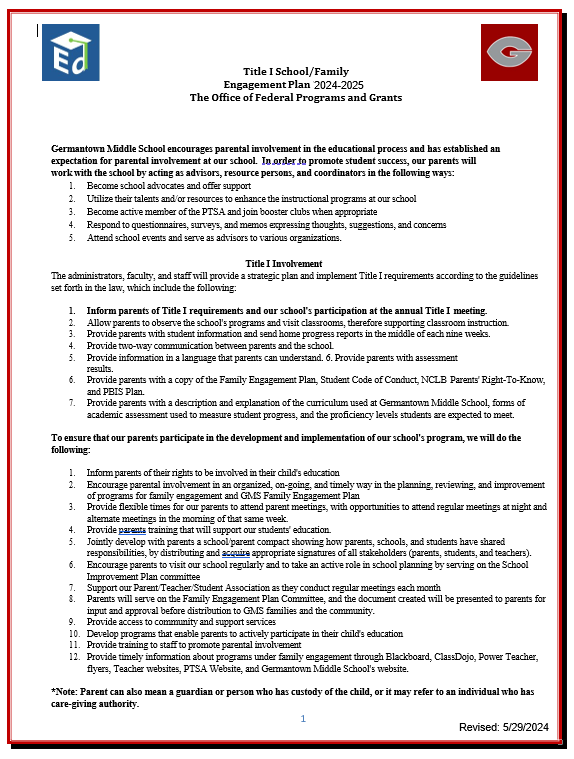 Ed
G
Title I School/Family
Engagement Plan 2024-2025
The Office of Federal Programs and Grants
Germantown Middle School encourages parental involvement in the educational process and has established an
expectation for parental involvement at our school. In order to promote student success, our parents will
work with the school by acting as advisors, resource persons, and coordinators in the following ways:
1. Become school advocates and offer support
2. Utilize their talents and/or resources to enhance the instructional programs at our school
3. Become active member of the PTSA and join booster clubs when appropriate
4. Respond to questionnaires, surveys, and memos expressing thoughts, suggestions, and concerns
5. Attend school events and serve as advisors to various organizations.
Title I Involvement
The administrators, faculty, and staff will provide a strategic plan and implement Title I requirements according to the guidelines
set forth in the law, which include the following:
1. Inform parents of Title I requirements and our school's participation at the annual Title I meeting.
2. Allow parents to observe the school's programs and visit classrooms, therefore supporting classroom instruction.
3. Provide parents with student information and send home progress reports in the middle of each nine weeks.
4. Provide two-way communication between parents and the school.
5. Provide information in a language that parents can understand. 6. Provide parents with assessment
results.
6. Provide parents with a copy of the Family Engagement Plan, Student Code of Conduct, NCLB Parents' Right-To-Know,
and PBIS Plan.
7. Provide parents with a description and explanation of the curriculum used at Germantown Middle School, forms of
academic assessment used to measure student progress, and the proficiency levels students are expected to meet.
To ensure that our parents participate in the development and implementation of our school's program, we will do the
following:
1. Inform parents of their rights to be involved in their child's education
2. Encourage parental involvement in an organized, on-going, and timely way in the planning, reviewing, and improvement
of programs for family engagement and GMS Family Engagement Plan
3. Provide flexible times for our parents to attend parent meetings, with opportunities to attend regular meetings at night and
alternate meetings in the morning of that same week.
4. Provide parents training that will support our students' education.
5. Jointly develop with parents a school/parent compact showing how parents, schools, and students have shared
responsibilities, by distributing and acquire appropriate signatures of all stakeholders (parents, students, and teachers).
6. Encourage parents to visit our school regularly and to take an active role in school planning by serving on the School
Improvement Plan committee
7. Support our Parent/Teacher/Student Association as they conduct regular meetings each month
8. Parents will serve on the Family Engagement Plan Committee, and the document created will be presented to parents for
input and approval before distribution to GMS families and the community.
9. Provide access to community and support services
10. Develop programs that enable parents to actively participate in their child's education
11. Provide training to staff to promote parental involvement
12. Provide timely information about programs under family engagement through Blackboard, ClassDojo, Power Teacher,
flyers, Teacher websites, PTSA Website, and Germantown Middle School's website.
*Note: Parent can also mean a guardian or person who has custody of the child, or it may refer to an individual who has
care-giving authority.
1
Revised: 5/29/2024